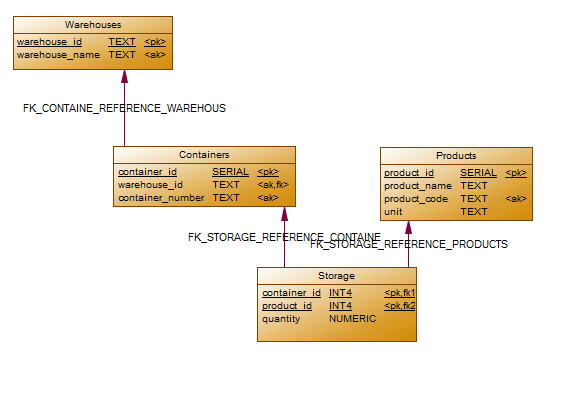 Warehouses
warehouse_id TEXT <pk>
warehouse_name TEXT <ak>
FK_CONTAINE_REFERENCE_WAREHOUS
Containers
container_id SERIAL <pk>
warehouse_id TEXT <ak,fk>
container_number TEXT <ak>
Products
product_id SERIAL <pk>
product_name TEXT
product_code TEXT <ak>
unit TEXT
FK_STORAGE_REFERENCE_CONTAINE
FK_STORAGE_REFERENCE_PRODUCTS
Storage
container_id INT4 <pk,fk1
product_id INT4 <pk,fk2
quantity NUMERIC